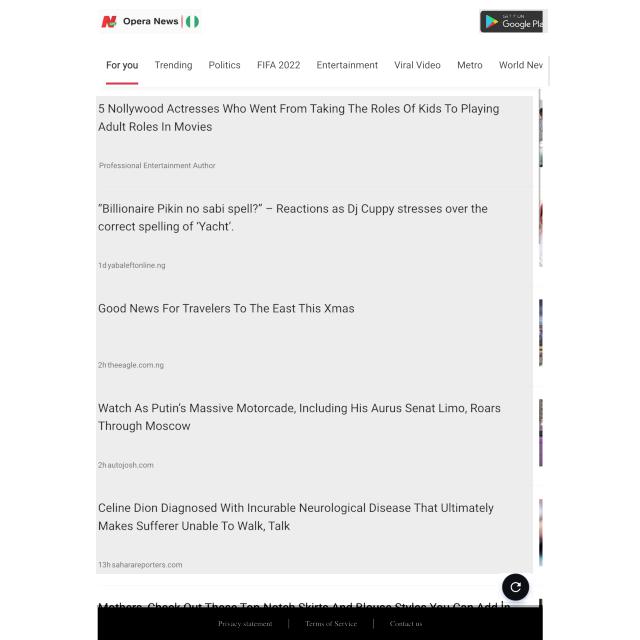 Opera News
GET IT ON
Google Pla
For you Trending Politics FIFA 2022 Entertainment Viral Video Metro World Nev
5 Nollywood Actresses Who Went From Taking The Roles Of Kids To Playing
Adult Roles In Movies
Professional Entertainment Author
“Billionaire Pikin no sabi spell?” – Reactions as Dj Cuppy stresses over the
correct spelling of ‘Yacht’.
1d yabaleftonline.ng
Good News For Travelers To The East This Xmas
2h theeagle.com.ng
Watch As Putin’s Massive Motorcade, Including His Aurus Senat Limo, Roars
Through Moscow
2h autojosh.com
Celine Dion Diagnosed With Incurable Neurological Disease That Ultimately
Makes Sufferer Unable To Walk, Talk
13h saharareporters.com
Mothers, Check Out These Top Notch Skirts And Blouse Styles You Can Add In
Privacy statement | Terms of Service | Contact us